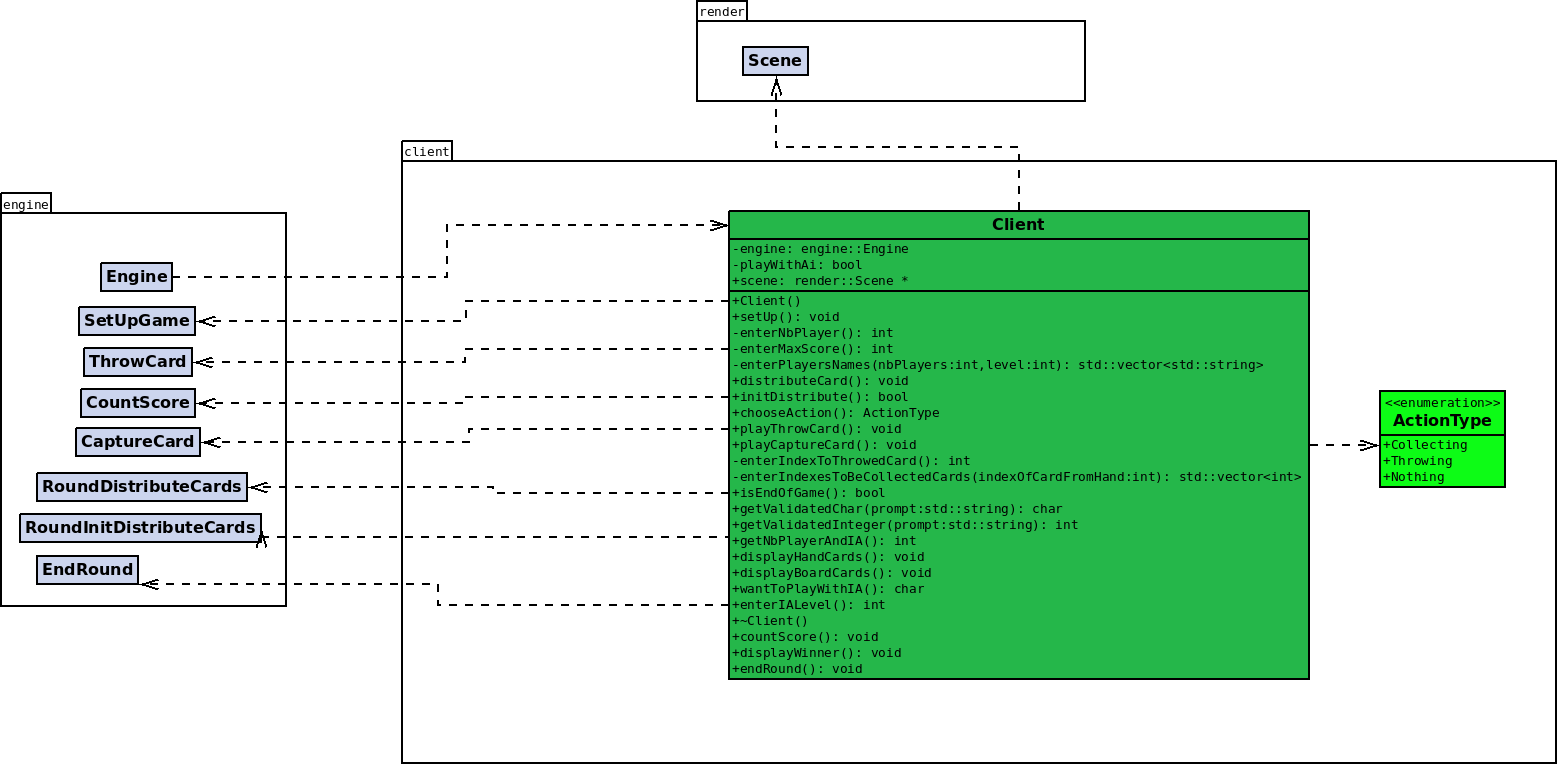 render
Scene
client
engine
Engine
SetUpGame
ThrowCard
CountScore
CaptureCard
RoundDistributeCards
RoundInitDistributeCards
EndRound
Client
-engine: engine::Engine
-playWithAi: bool
+scene: render::Scene *
+Client()
+setUp(): void
-enterNbPlayer(): int
-enterMaxScore(): int
-enterPlayersNames(nbPlayers:int,level:int): std::vector<std::string>
+distributeCard(): void
+initDistribute(): bool
+chooseAction(): ActionType
+playThrowCard(): void
+playCaptureCard(): void
-enterIndexToThrowedCard(): int
-enterIndexesToBeCollectedCards(indexOfCardFromHand:int): std::vector<int>
+isEndOfGame(): bool
+getValidatedChar(prompt:std::string): char
+getValidatedInteger(prompt:std::string): int
+getNbPlayerAndIA(): int
+displayHandCards(): void
+displayBoardCards(): void
+wantToPlayWithIA(): char
+enterIALevel(): int
+~Client()
+countScore(): void
+displayWinner(): void
+endRound(): void
<<enumeration>>
ActionType
+Collecting
+Throwing
+Nothing